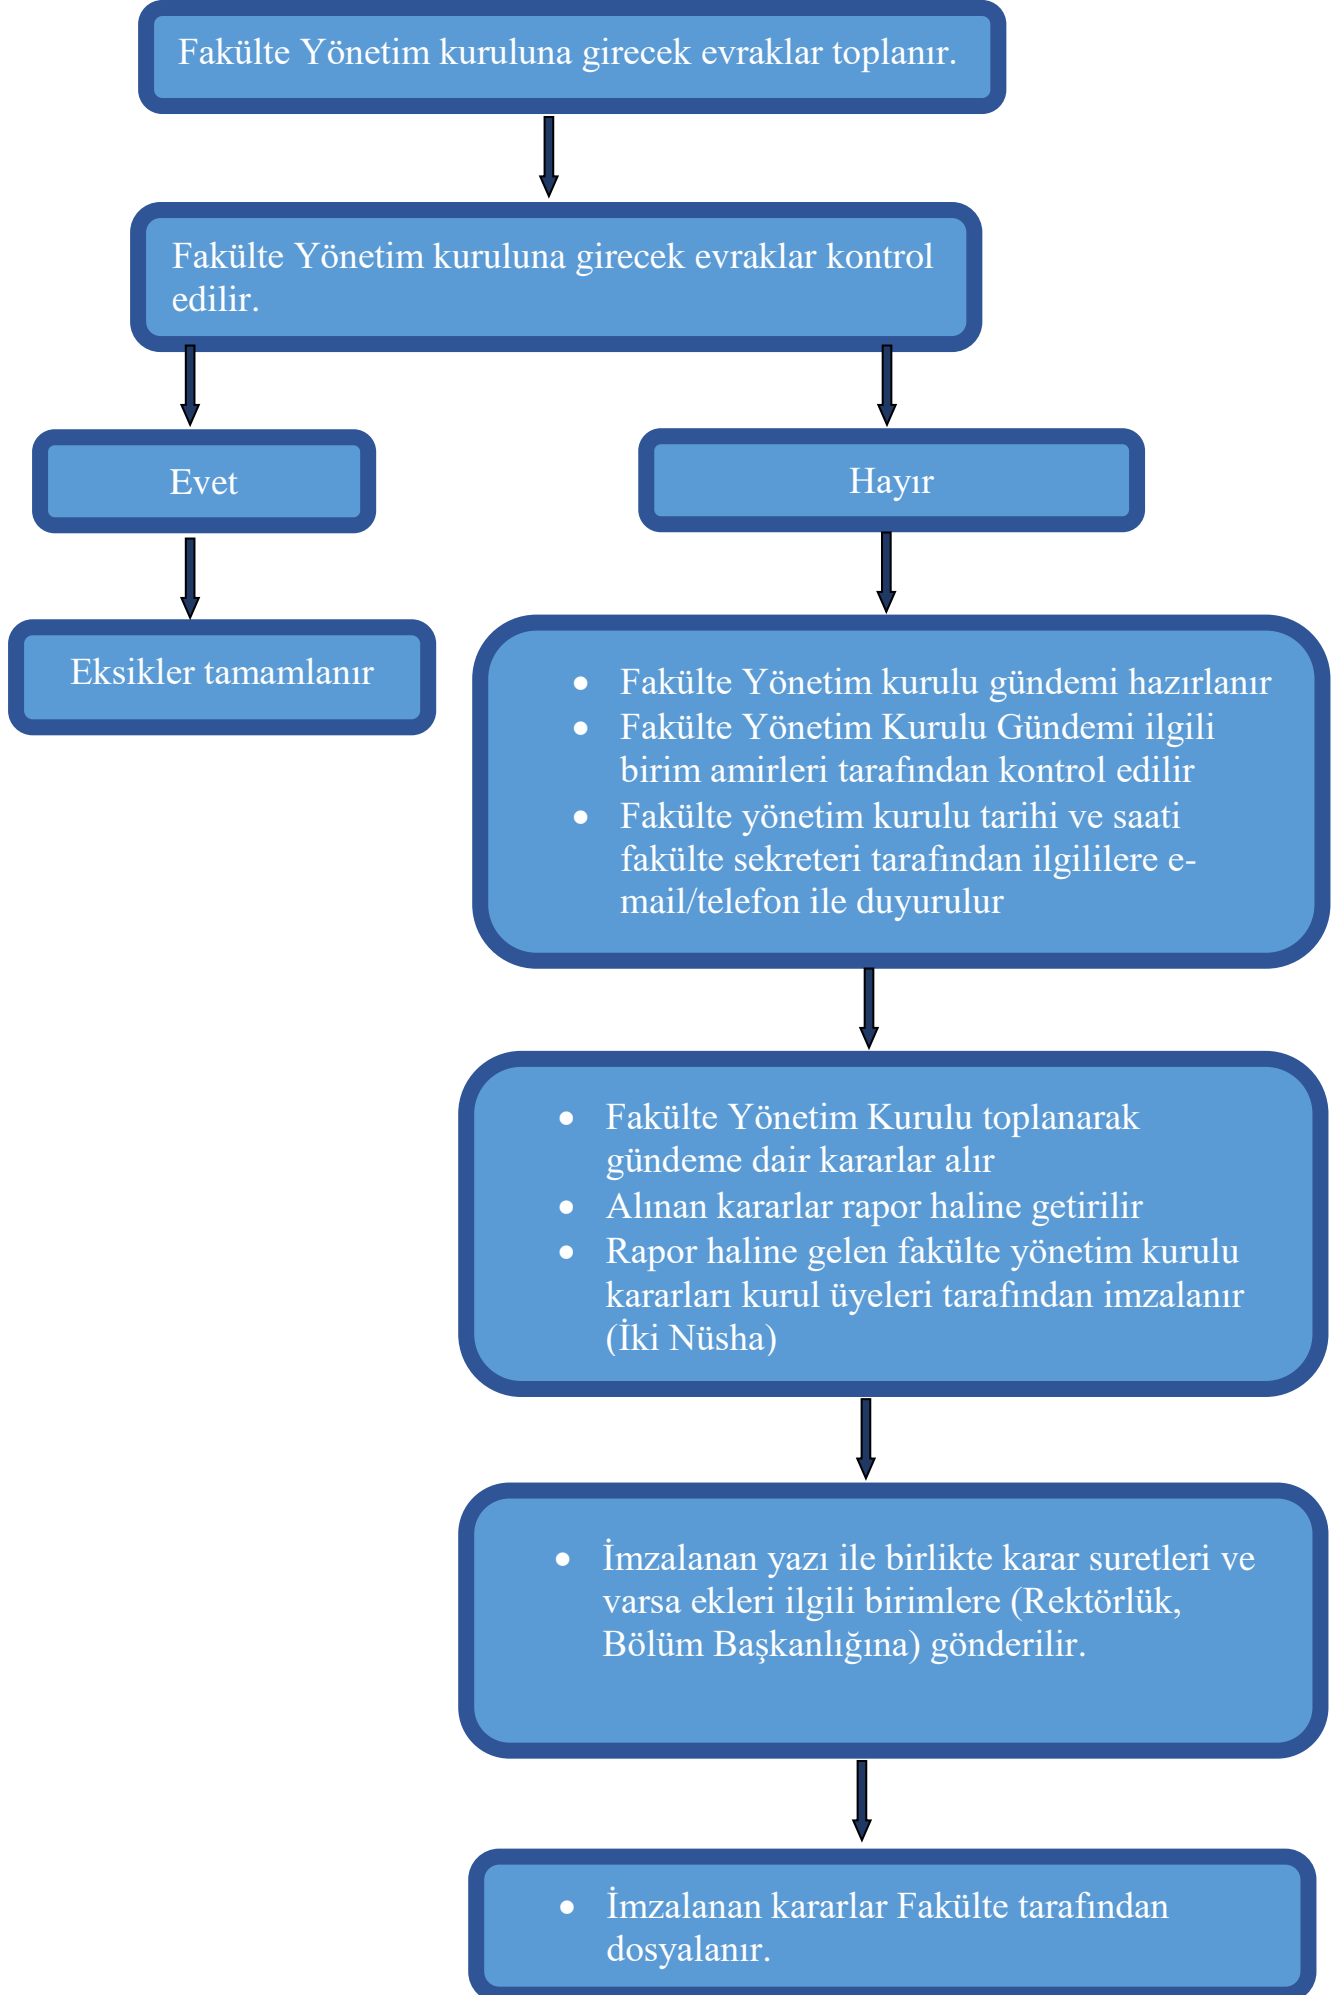 Fakülte Yönetim kuruluna girecek evraklar toplanır.
Fakülte Yönetim kuruluna girecek evraklar kontrol
edilir.
Evet
Hayır
Eksikler tamamlanır
• Fakülte Yönetim kurulu gündemi hazırlanır
• Fakülte Yönetim Kurulu Gündemi ilgili
birim amirleri tarafından kontrol edilir
• Fakülte yönetim kurulu tarihi ve saati
fakülte sekreteri tarafından ilgililere e-
mail/telefon ile duyurulur
• Fakülte Yönetim Kurulu toplanarak
gündeme dair kararlar alır
• Alınan kararlar rapor haline getirilir
• Rapor haline gelen fakülte yönetim kurulu
kararları kurul üyeleri tarafından imzalanır
(İki Nüsha)
• İmzalanan yazı ile birlikte karar suretleri ve
varsa ekleri ilgili birimlere (Rektörlük,
Bölüm Başkanlığına) gönderilir.
• İmzalanan kararlar Fakülte tarafından
dosyalanır.